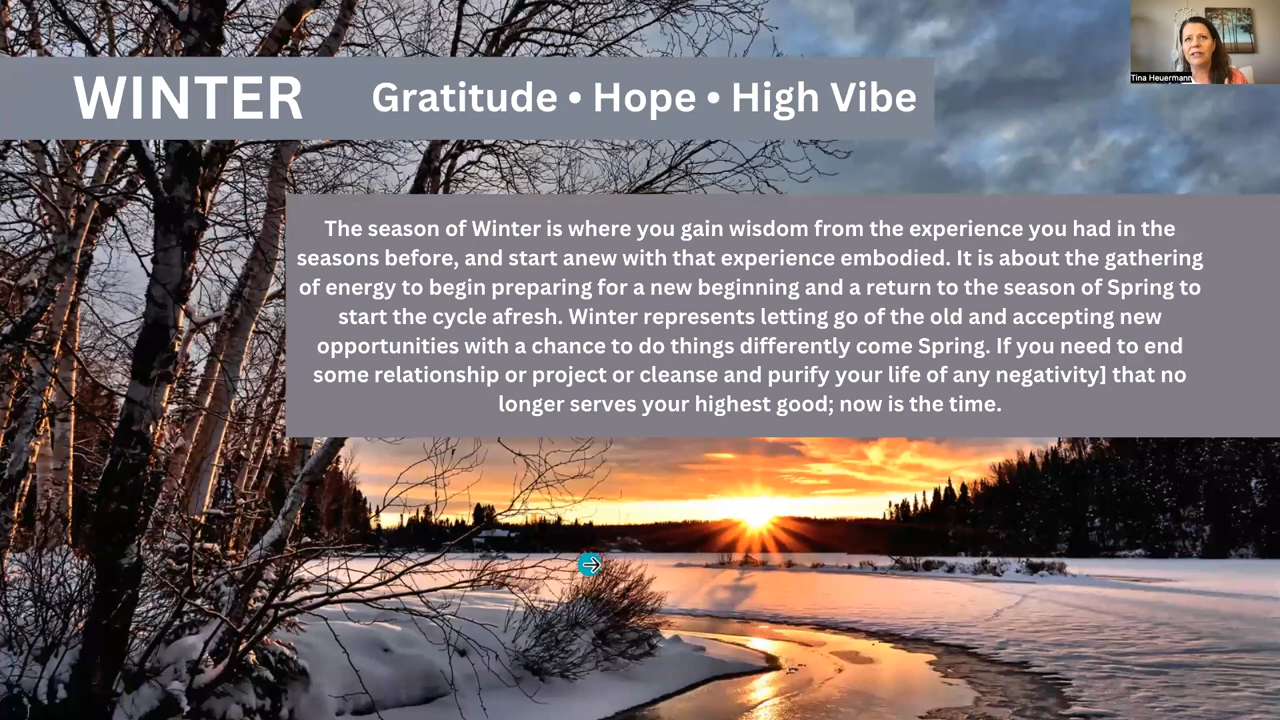 WINTER Gratitude • Hope • High Vibe
Tina Heuermann
The season of Winter is where you gain wisdom from the experience you had in the
seasons before, and start anew with that experience embodied. It is about the gathering
of energy to begin preparing for a new beginning and a return to the season of Spring to
start the cycle afresh. Winter represents letting go of the old and accepting new
opportunities with a chance to do things differently come Spring. If you need to end
some relationship or project or cleanse and purify your life of any negativity] that no
longer serves your highest good; now is the time.